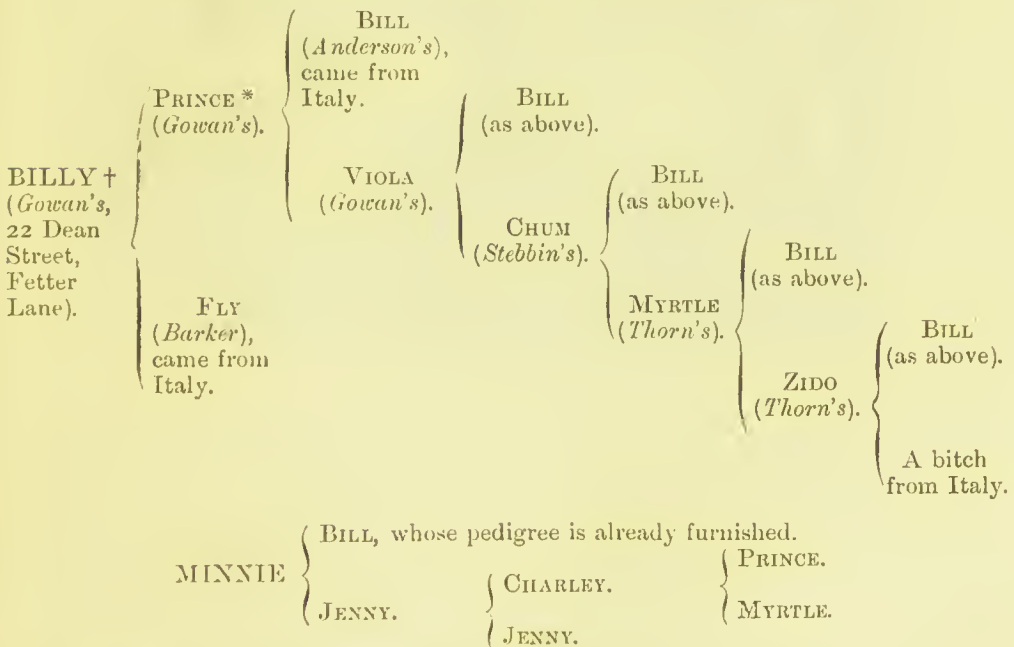 BILLY †
(Gowan's,
22 Dean
Street,
Fetter
Lane).
PRINCE *
(Gowan's).
FLY
(Barker),
came from
Italy.
BILL
(Anderson's),
came from
Italy.
VIOLA
(Gowan's).
BILL
(as above).
CHUM
(Stebbin's).
BILL
(as above).
MYRTLE
(Thorn's).
BILL
(as above).
ZIDO
(Thorn's).
BILL
(as above).
A bitch
from Italy.
MINNIE
BILL, whose pedigree is already furnished.
JENNY.
CHARLEY.
JENNY.
PRINCE.
MYRTLE.